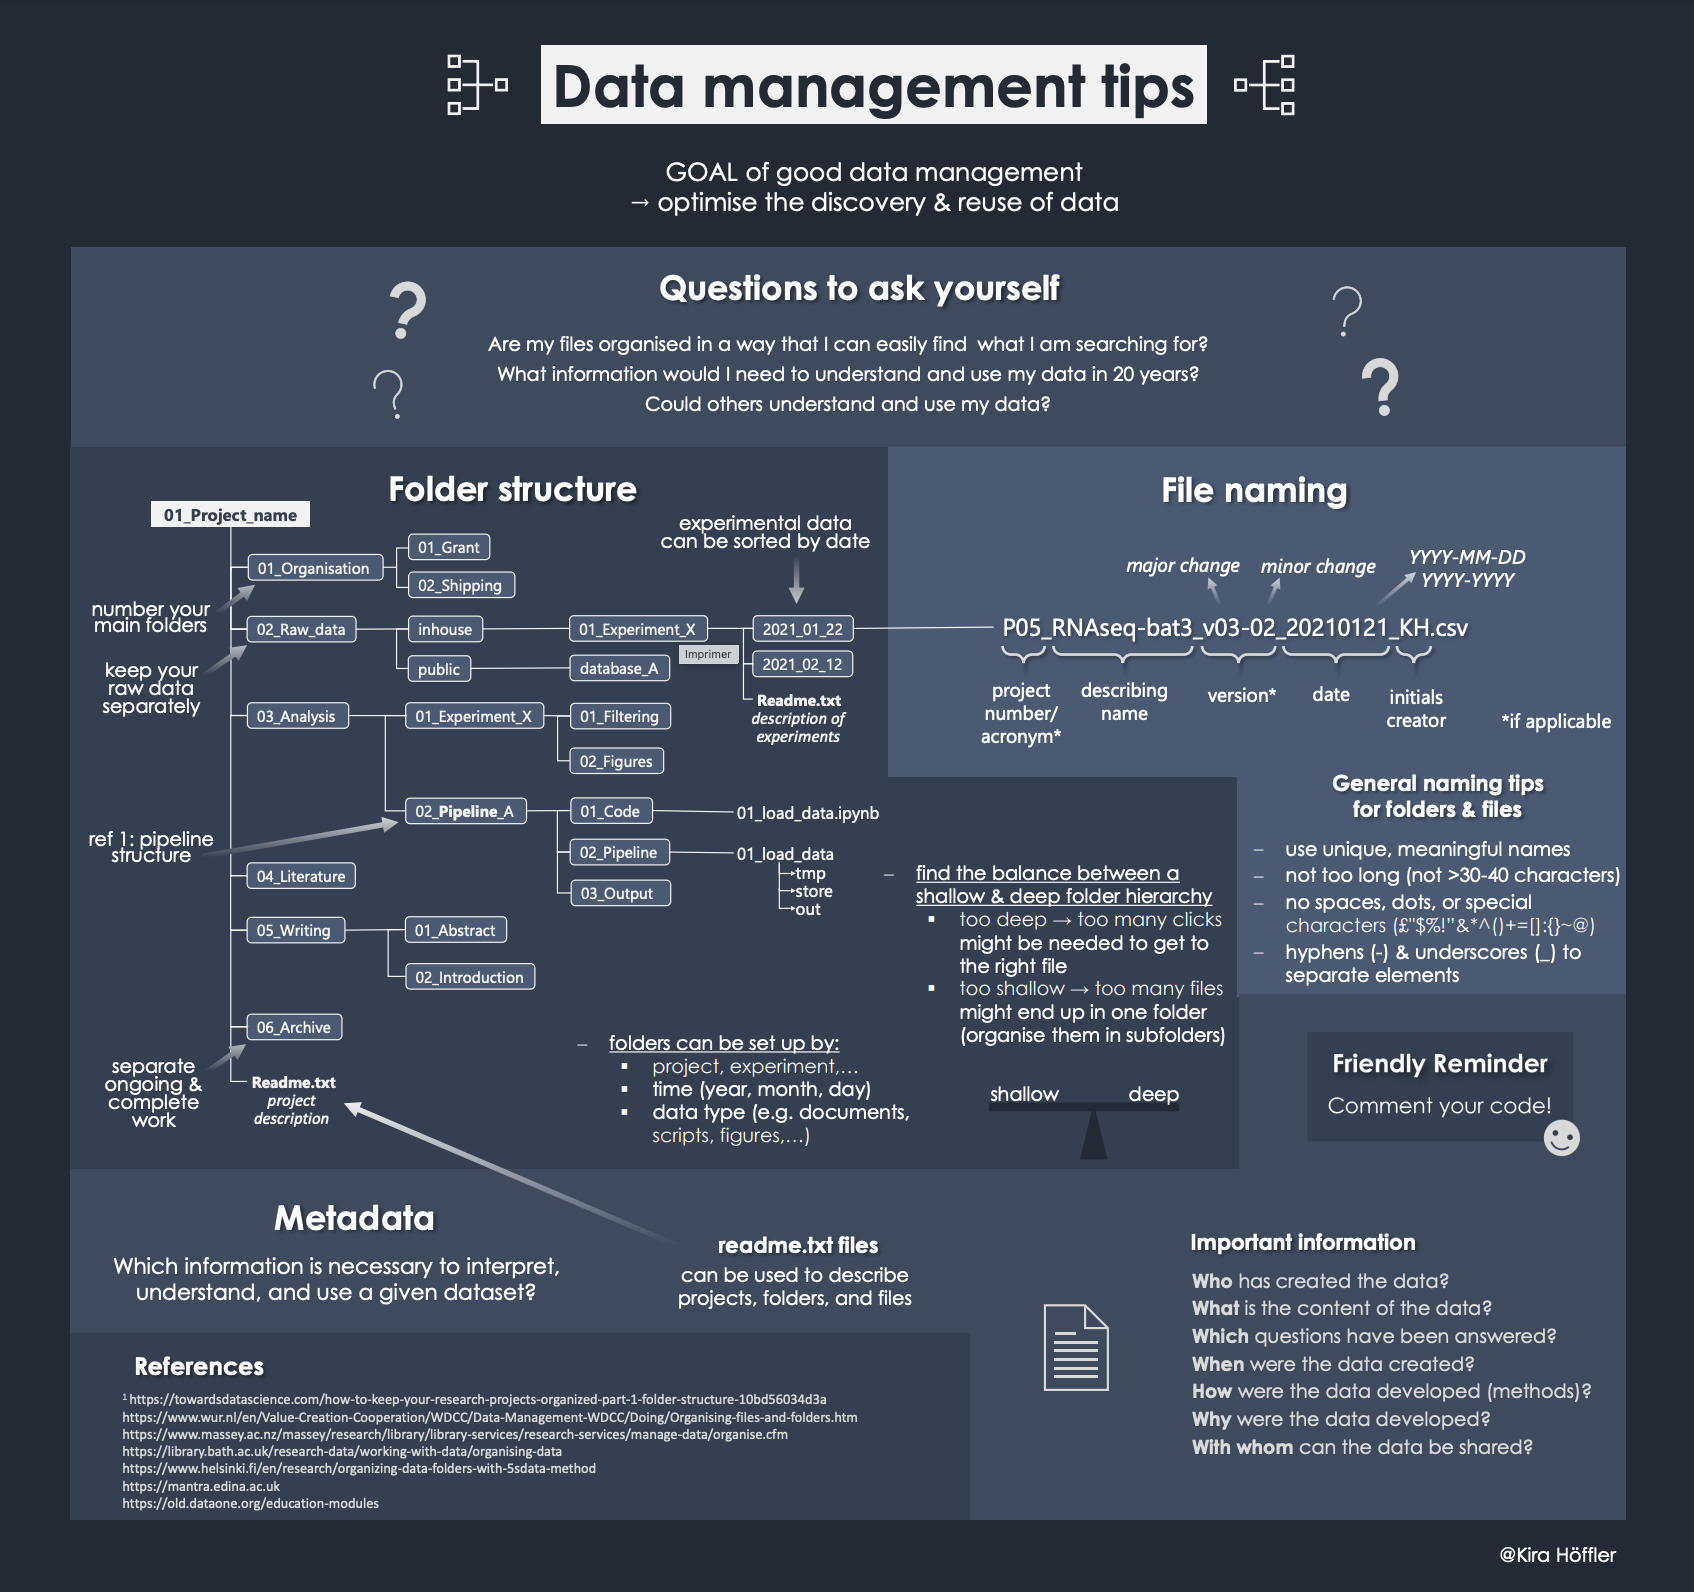 Data management tips
GOAL of good data management
→ optimise the discovery & reuse of data
Questions to ask yourself
Are my files organised in a way that I can easily find what I am searching for?
What information would I need to understand and use my data in 20 years?
Could others understand and use my data?
Folder structure
01_Project_name
01_Organisation
01_Grant
02_Shipping
number your
main folders
02_Raw_data
inhouse
01_Experiment_X
Imprimer
experimental data
can be sorted by date
2021_01_22
2021_02_12
Readme.txt
description of
experiments
public
database_A
keep your
raw data
separately
03_Analysis
01_Experiment_X
01_Filtering
02_Figures
02_Pipeline_A
01_Code
01_load_data.ipynb
02_Pipeline
01_load_data
tmp
store
out
03_Output
ref 1: pipeline
structure
04_Literature
05_Writing
01_Abstract
02_Introduction
06_Archive
separate
ongoing &
complete
work
Readme.txt
project
description
– folders can be set up by:
▪ project, experiment,…
▪ time (year, month, day)
▪ data type (e.g. documents,
scripts, figures,…)
– find the balance between a
shallow & deep folder hierarchy
▪ too deep → too many clicks
might be needed to get to
the right file
▪ too shallow → too many files
might end up in one folder
(organise them in subfolders)
shallow deep
File naming
major change minor change YYYY-MM-DD
YYYY-YYYY
P05_RNAseq-bat3_v03-02_20210121_KH.csv
project
number/
acronym*
describing
name
version*
date
initials
creator
*if applicable
General naming tips
for folders & files
– use unique, meaningful names
– not too long (not >30-40 characters)
– no spaces, dots, or special
characters (£"$%!"&*^()+=[]:{}~@)
– hyphens (-) & underscores (_) to
separate elements
Friendly Reminder
Comment your code!
Metadata
Which information is necessary to interpret,
understand, and use a given dataset?
readme.txt files
can be used to describe
projects, folders, and files
Important information
Who has created the data?
What is the content of the data?
Which questions have been answered?
When were the data created?
How were the data developed (methods)?
Why were the data developed?
With whom can the data be shared?
References
¹ https://towardsdatascience.com/how-to-keep-your-research-projects-organized-part-1-folder-structure-10bd56034d3a
https://www.wur.nl/en/Value-Creation-Cooperation/WDCC/Data-Management-WDCC/Doing/Organising-files-and-folders.htm
https://www.massey.ac.nz/massey/research/library/library-services/research-services/manage-data/organise.cfm
https://library.bath.ac.uk/research-data/working-with-data/organising-data
https://www.helsinki.fi/en/research/organizing-data-folders-with-5sdata-method
https://mantra.edina.ac.uk
https://old.dataone.org/education-modules
@Kira Höffler